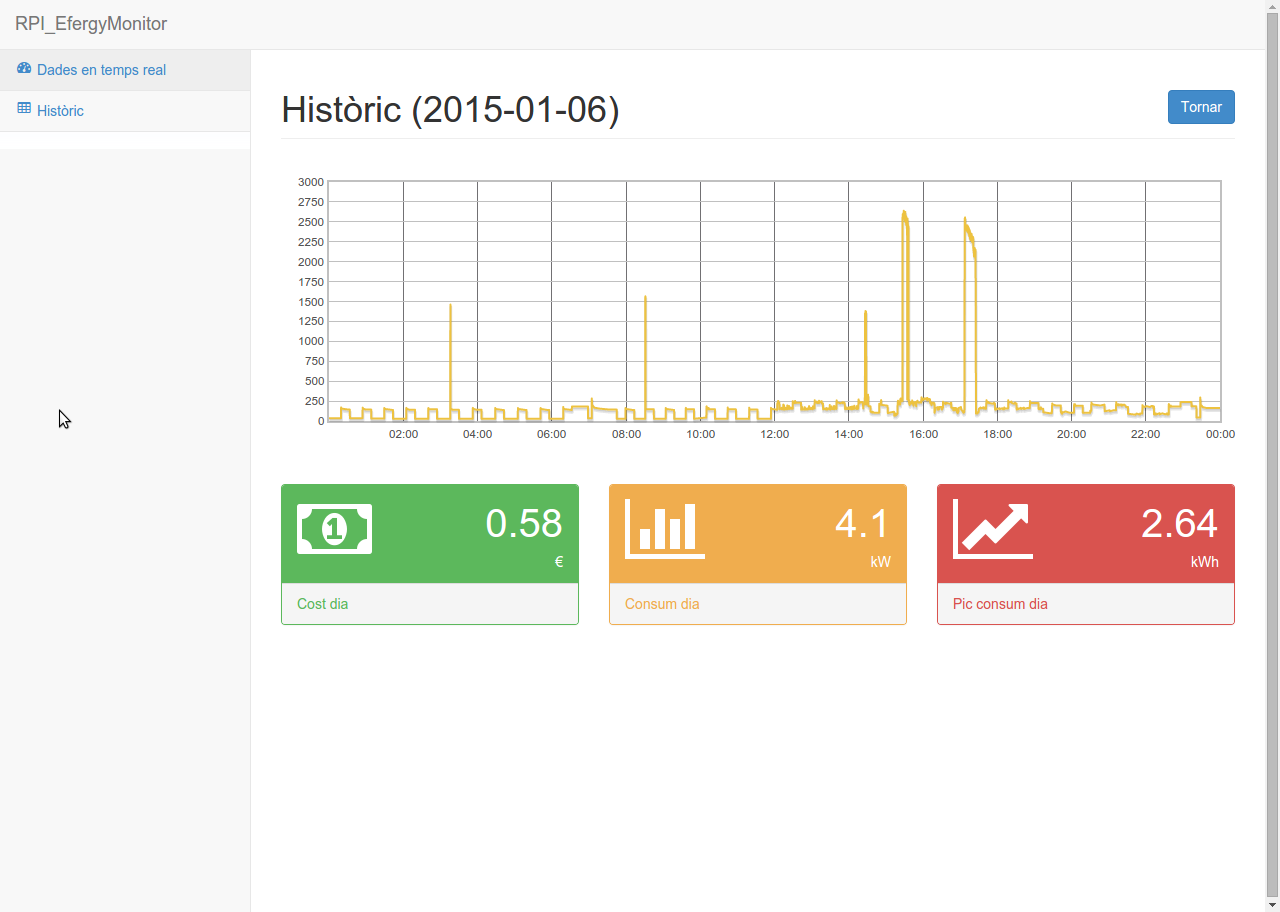 RPI_EfergyMonitor
Dades en temps real
Històric
Històric (2015-01-06)
Tornar
3000
2750
2500
2250
2000
1750
1500
1250
1000
750
500
250
0
02:00 04:00 06:00 08:00 10:00 12:00 14:00 16:00 18:00 20:00 22:00 00:00
1
0.58
€
Cost dia
4.1
kW
Consum dia
2.64
kWh
Pic consum dia